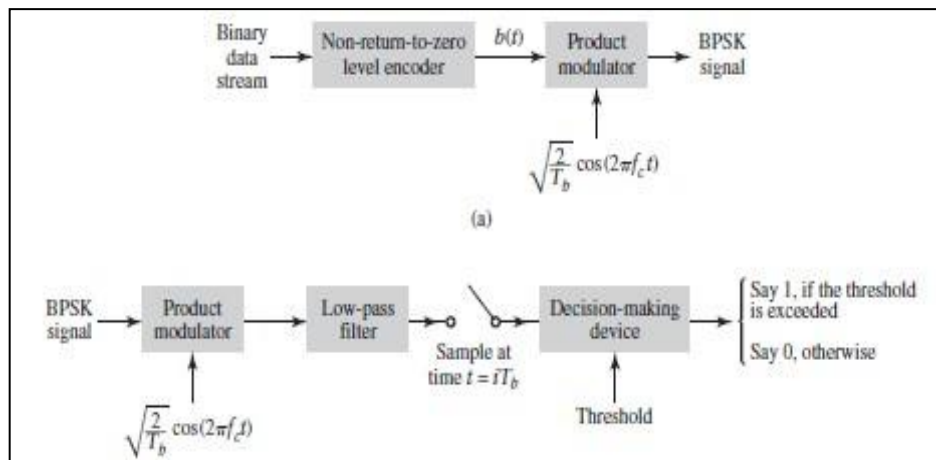 Binary
data
stream
Non-return-to-zero
level encoder
b(t)
Product
modulator
BPSK
signal
√(2/T_b) cos(2πf_ct)
(a)
BPSK
signal
Product
modulator
Low-pass
filter
Sample at
time t = iT_b
Decision-making
device
Say 1, if the threshold
is exceeded
Say 0, otherwise
√(2/T_b) cos(2πf_ct)
Threshold